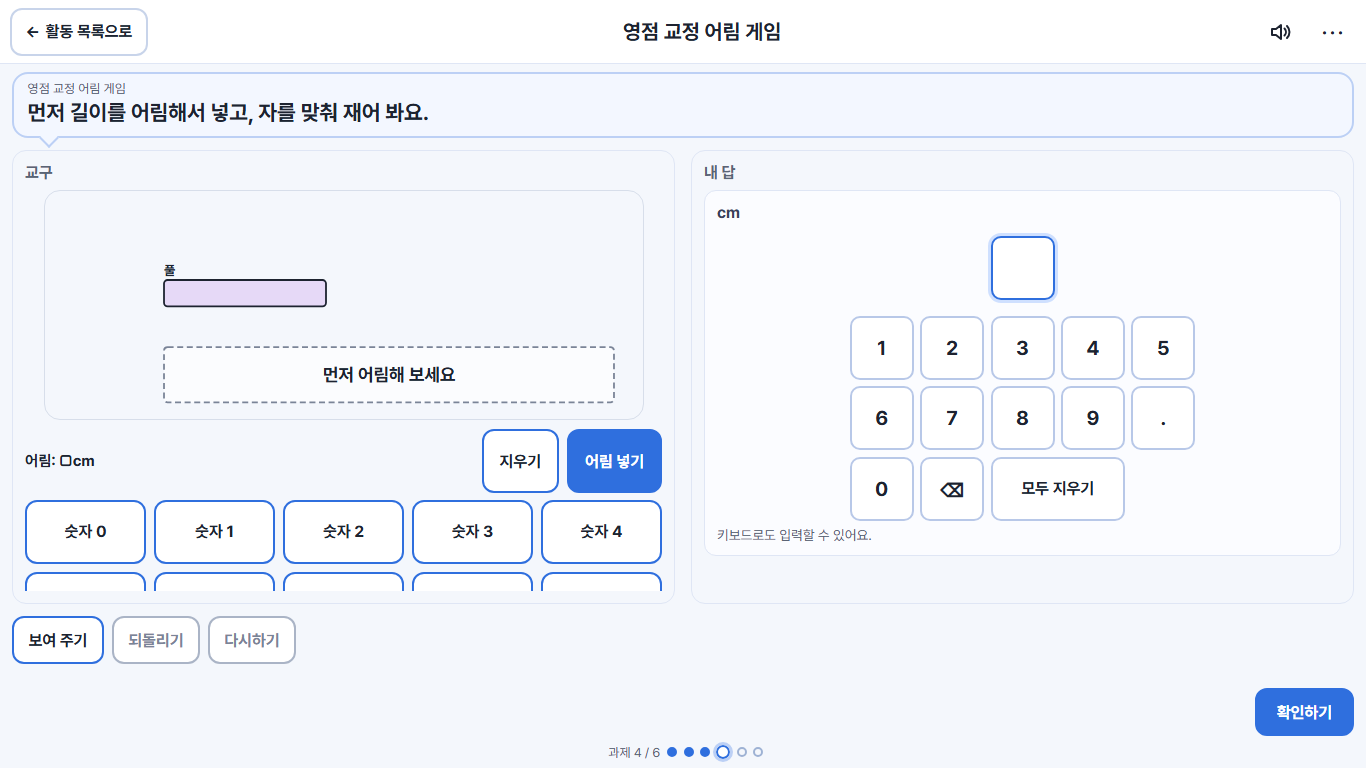 ← 활동 목록으로
영점 교정 어림 게임
영점 교정 어림 게임
먼저 길이를 어림해서 넣고, 자를 맞춰 재어 봐요.
교구
풀
먼저 어림해 보세요
어림: ▢cm
지우기
어림 넣기
숫자 0
숫자 1
숫자 2
숫자 3
숫자 4
내 답
cm
1 2 3 4 5
6 7 8 9 .
0 ⌫ 모두 지우기
키보드로도 입력할 수 있어요.
보여 주기
되돌리기
다시하기
확인하기
과제 4 / 6